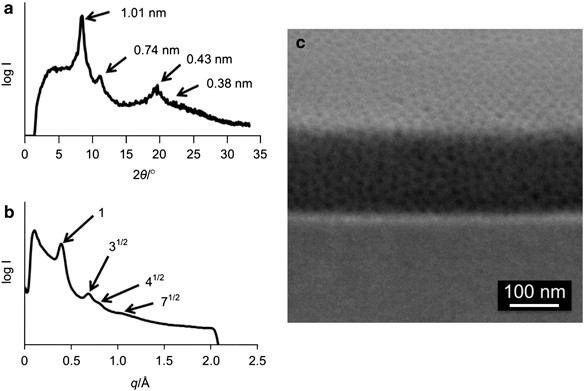 a
log I
1.01 nm
0.74 nm
0.43 nm
0.38 nm
0 5 10 15 20 25 30 35
2θ/°
b
log I
1
3^1/2
4^1/2
7^1/2
0 0.5 1.0 1.5 2.0 2.5
q/Å
c
100 nm